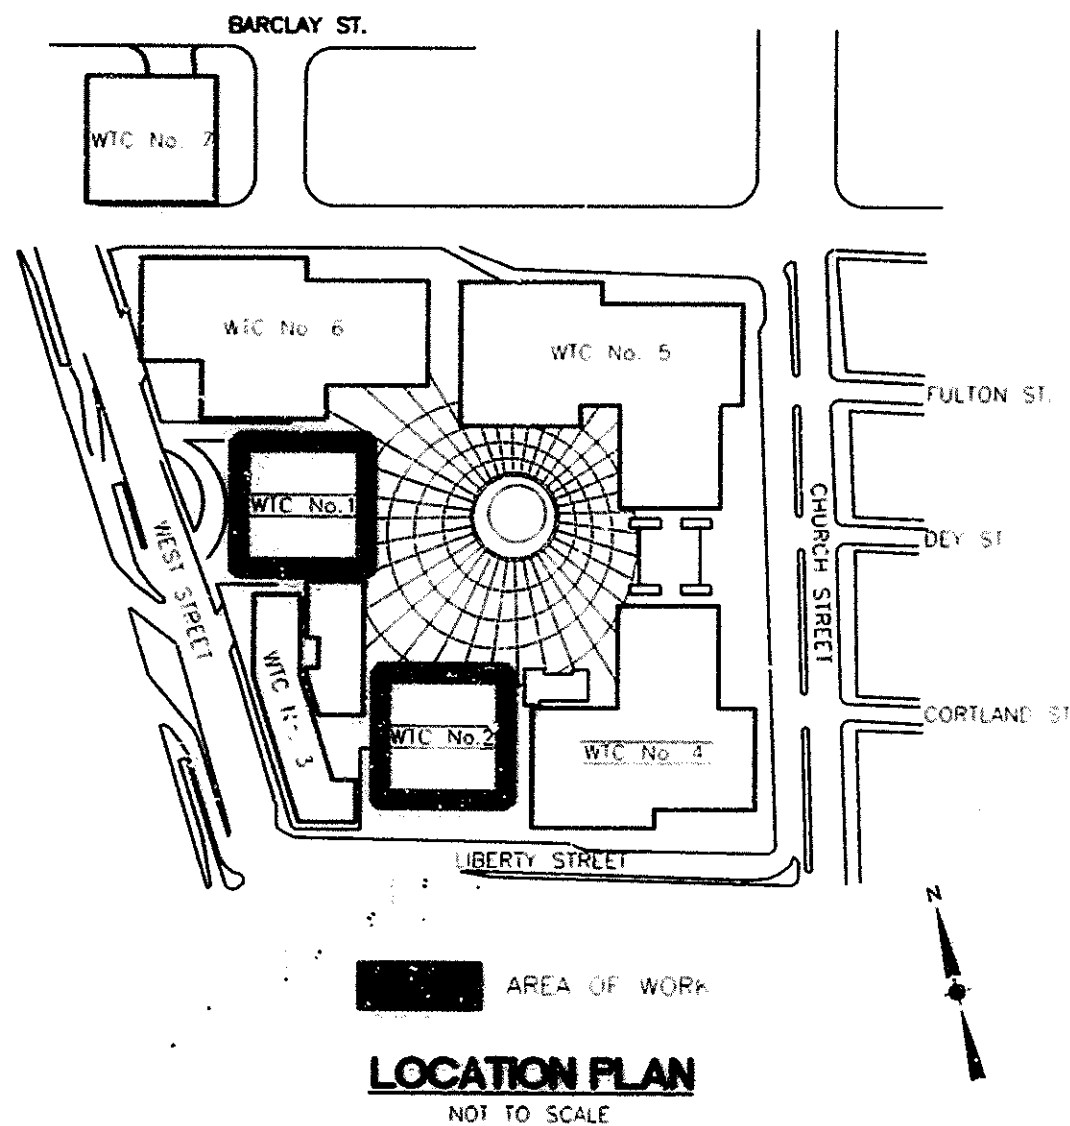 BARCLAY ST.
WTC No. 7
WTC No 6
WTC No. 5
FULTON ST.
WTC No.1
CHURCH STREET
WEST STREET
DEY ST
WTC No. 3
WTC No.2
WTC No 4
CORTLAND ST
LIBERTY STREET
N
AREA OF WORK
LOCATION PLAN
NOT TO SCALE